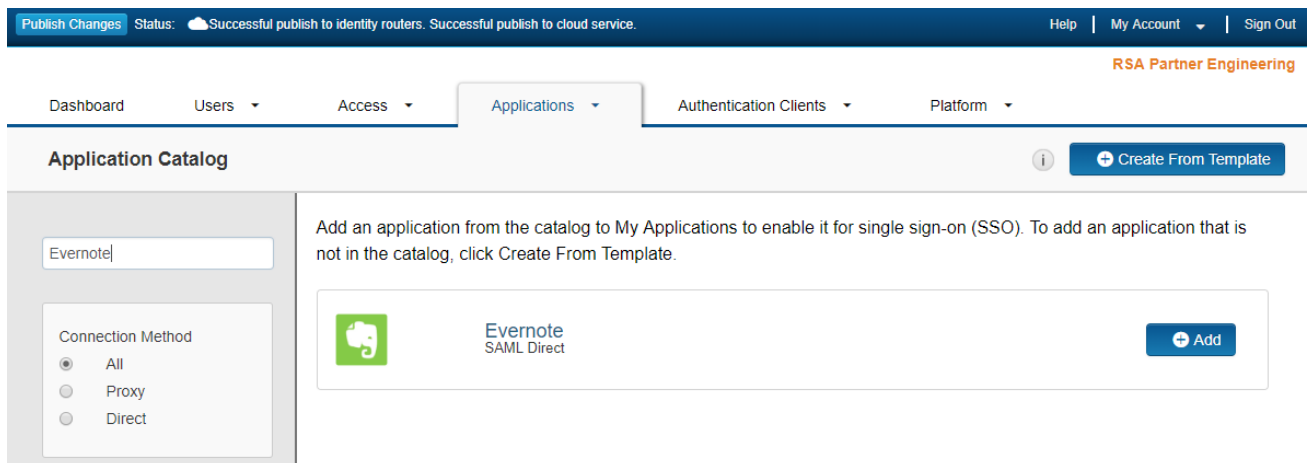 Publish Changes Status: Successful publish to identity routers. Successful publish to cloud service. Help My Account Sign Out
RSA Partner Engineering
Dashboard Users Access Applications Authentication Clients Platform
Application Catalog i Create From Template
Add an application from the catalog to My Applications to enable it for single sign-on (SSO). To add an application that is
not in the catalog, click Create From Template.
Evernote
Connection Method
All
Proxy
Direct
Evernote
SAML Direct
Add